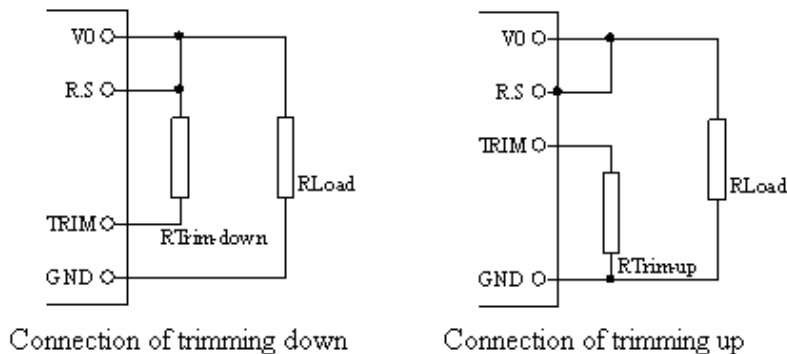 V0
R.S
RLoad
TRIM
RTrim-down
GND
Connection of trimming down
V0
R.S
TRIM
RLoad
RTrim-up
GND
Connection of trimming up